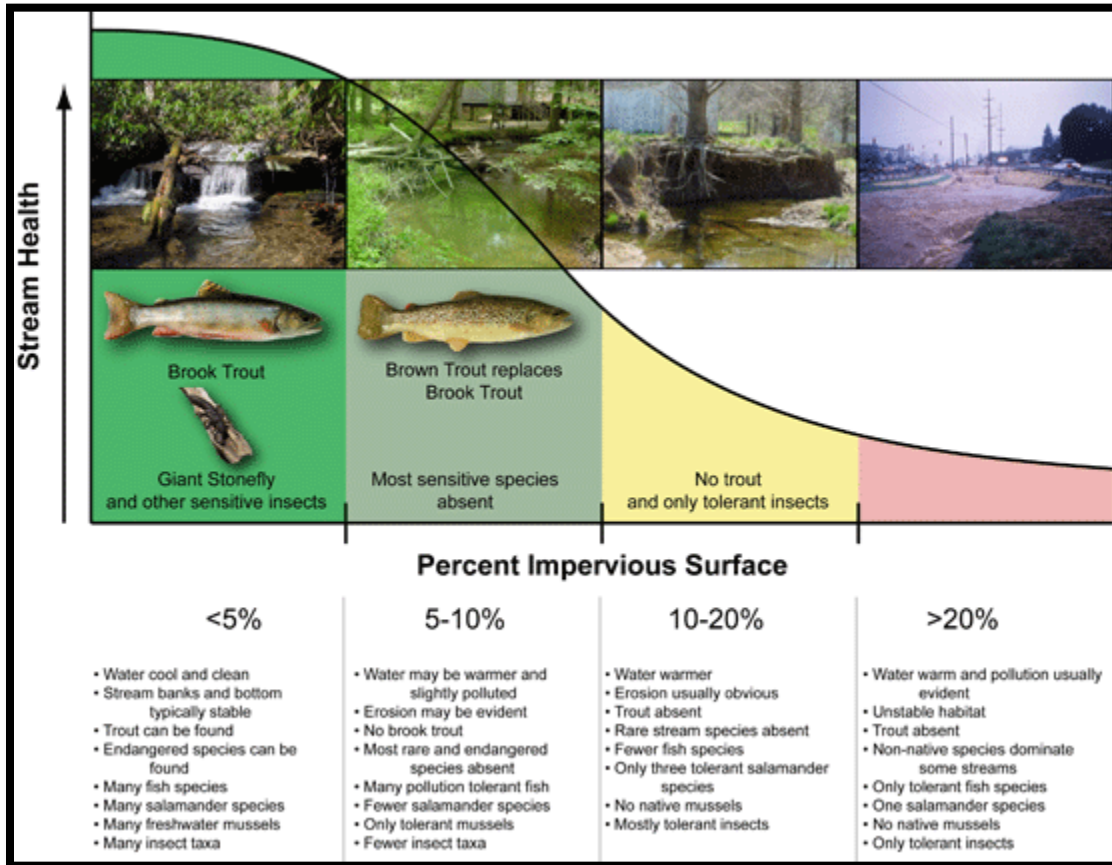 Stream Health
Brook Trout
Giant Stonefly
and other sensitive insects
Brown Trout replaces
Brook Trout
Most sensitive species
absent
No trout
and only tolerant insects
Percent Impervious Surface
<5%
• Water cool and clean
• Stream banks and bottom
typically stable
• Trout can be found
• Endangered species can be
found
• Many fish species
• Many salamander species
• Many freshwater mussels
• Many insect taxa
5-10%
• Water may be warmer and
slightly polluted
• Erosion may be evident
• No brook trout
• Most rare and endangered
species absent
• Many pollution tolerant fish
• Fewer salamander species
• Only tolerant mussels
• Fewer insect taxa
10-20%
• Water warmer
• Erosion usually obvious
• Trout absent
• Rare stream species absent
• Fewer fish species
• Only three tolerant salamander
species
• No native mussels
• Mostly tolerant insects
>20%
• Water warm and pollution usually
evident
• Unstable habitat
• Trout absent
• Non-native species dominate
some streams
• Only tolerant fish species
• One salamander species
• No native mussels
• Only tolerant insects